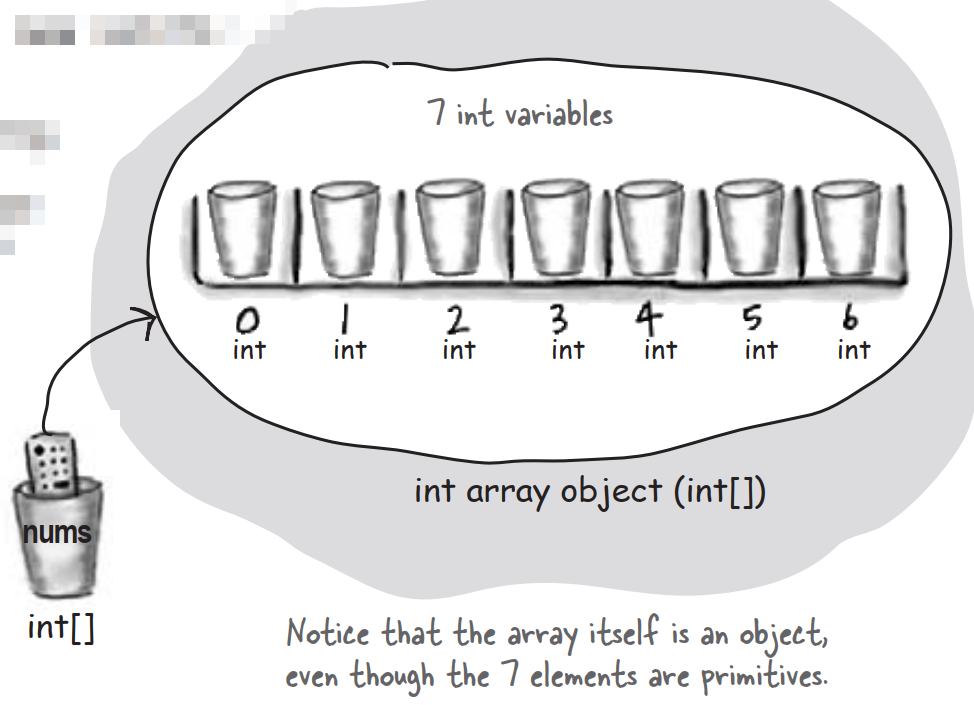 7 int variables
0 1 2 3 4 5 6
int int int int int int int
nums
int[]
int array object (int[])
Notice that the array itself is an object,
even though the 7 elements are primitives.